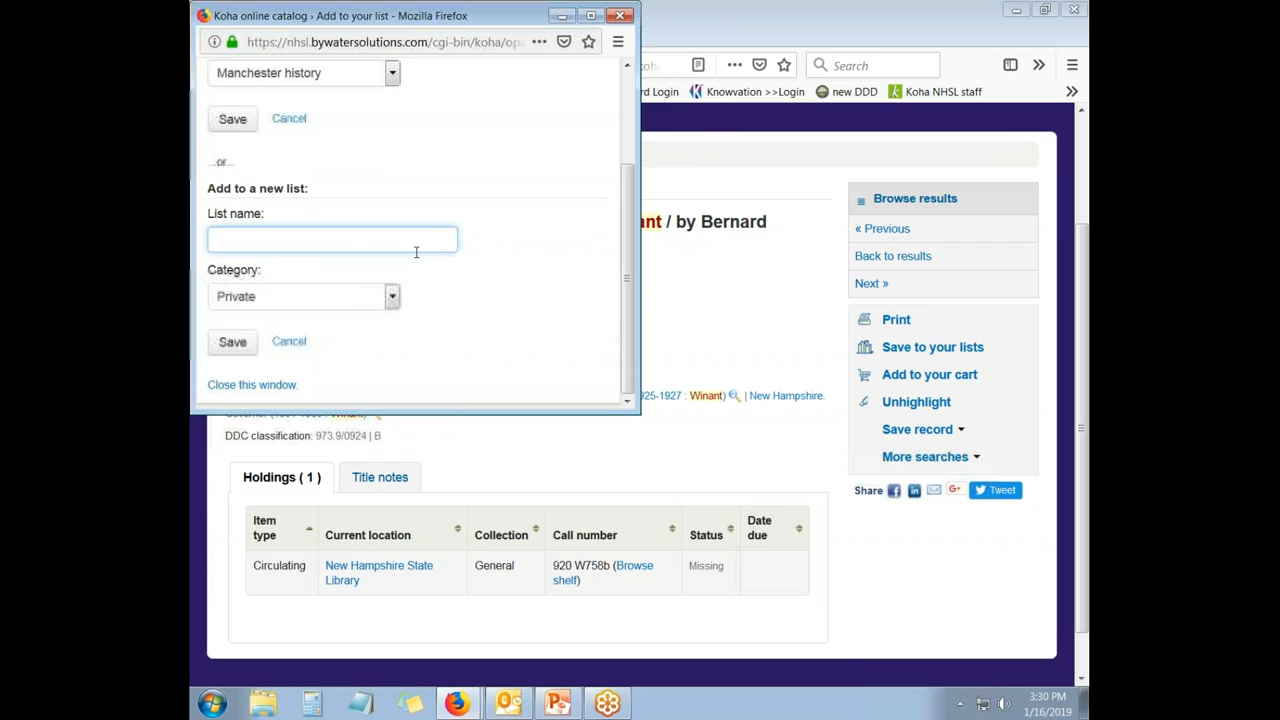 Koha online catalog › Add to your list - Mozilla Firefox
https://nhsl.bywatersolutions.com/cgi-bin/koha/opa
Search
Manchester history
rd Login Knowvation >>Login new DDD Koha NHSL staff
Save Cancel
...or...
Add to a new list:
List name:
Category:
Private
Save Cancel
Close this window.
ant / by Bernard
925-1927 : Winant) | New Hampshire.
DDC classification: 973.9/0924 | B
Browse results
« Previous
Back to results
Next »
Print
Save to your lists
Add to your cart
Unhighlight
Save record
More searches
Share Tweet
Holdings ( 1 ) Title notes
Item type Current location Collection Call number Status Date due
Circulating New Hampshire State Library General 920 W758b (Browse shelf) Missing
3:30 PM
1/16/2019